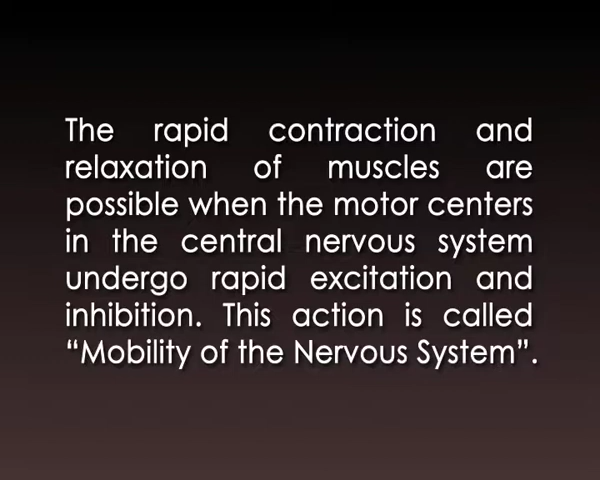 The rapid contraction and
relaxation of muscles are
possible when the motor centers
in the central nervous system
undergo rapid excitation and
inhibition. This action is called
“Mobility of the Nervous System”.